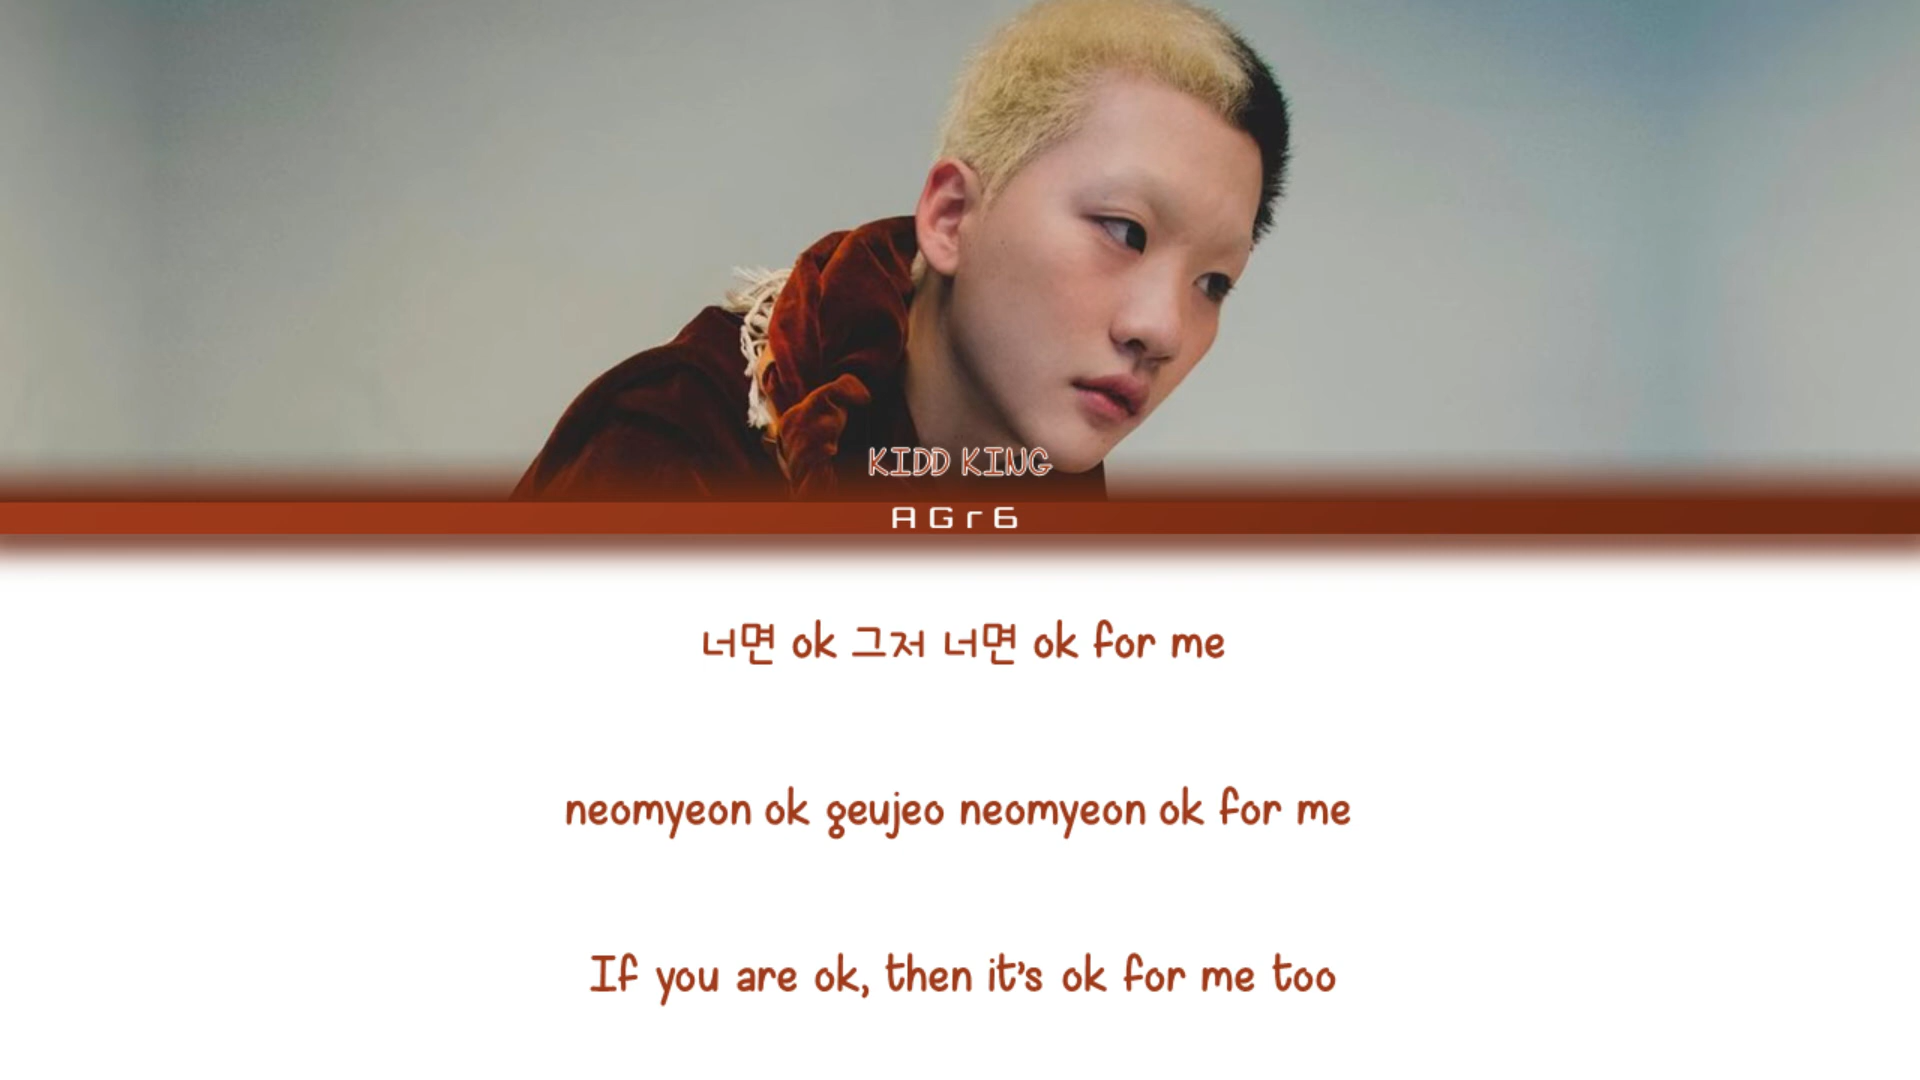 KIDD KING
AGr6
너면 ok 그저 너면 ok for me
neomyeon ok geujeo neomyeon ok for me
If you are ok, then it's ok for me too